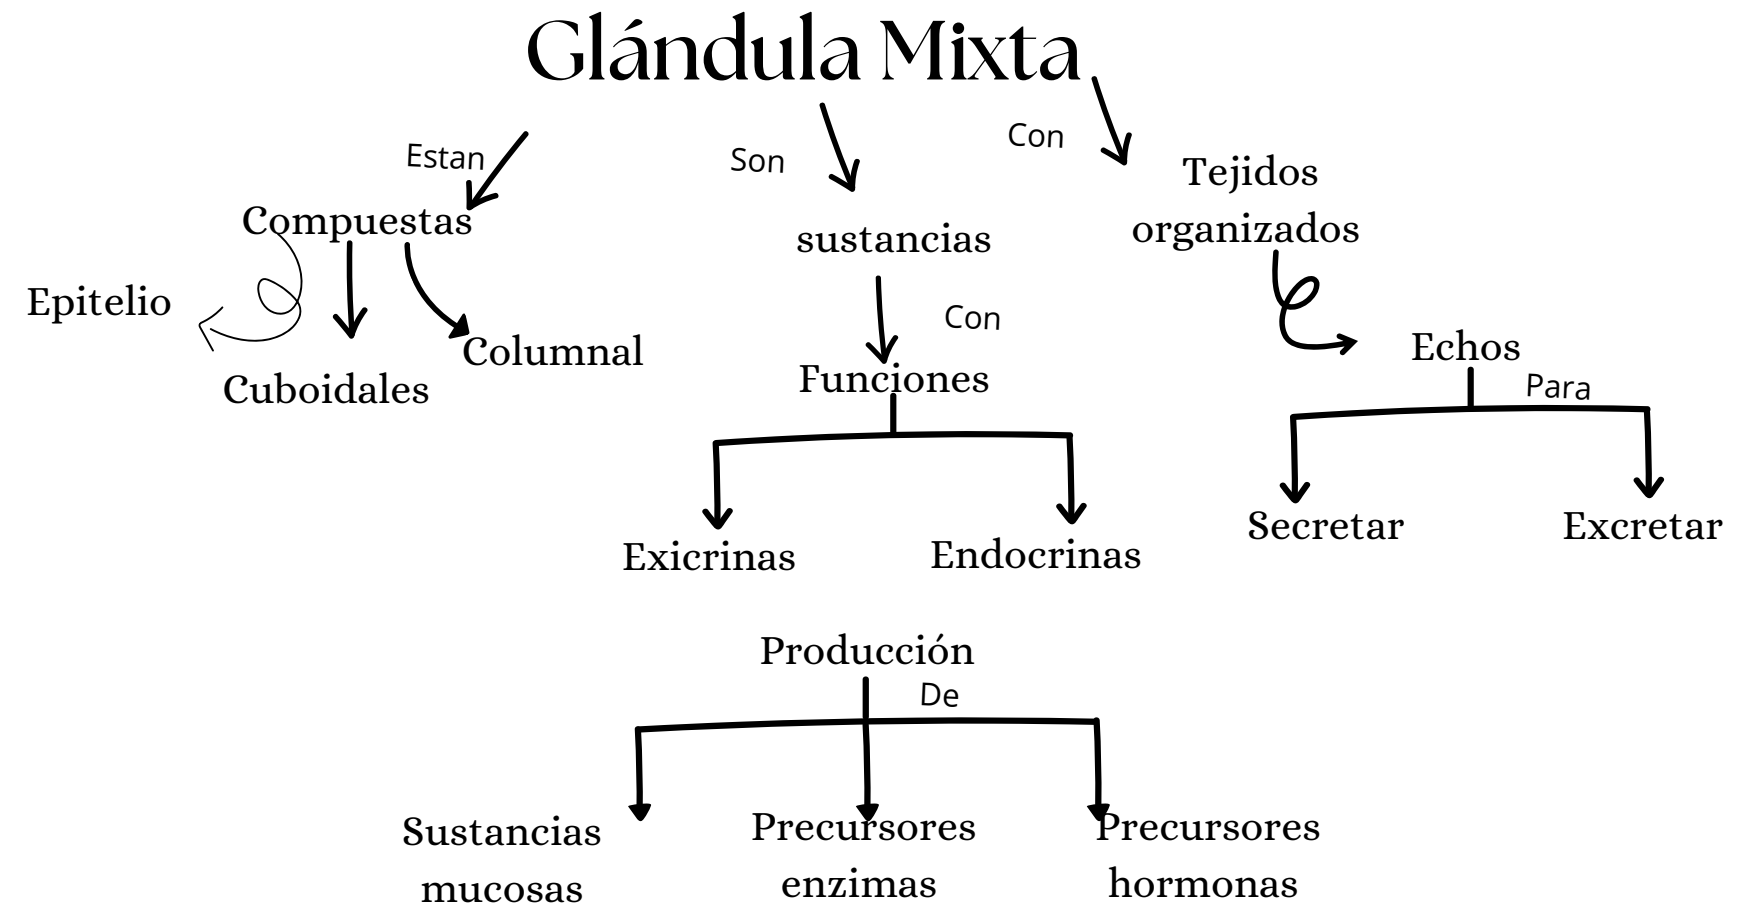 Glándula Mixta
Estan
Son
Con
Compuestas
sustancias
Tejidos
organizados
Epitelio
Cuboidales
Columnal
Con
Funciones
Echos
Para
Exicrinas
Endocrinas
Secretar
Excretar
Producción
De
Sustancias
mucosas
Precursores
enzimas
Precursores
hormonas